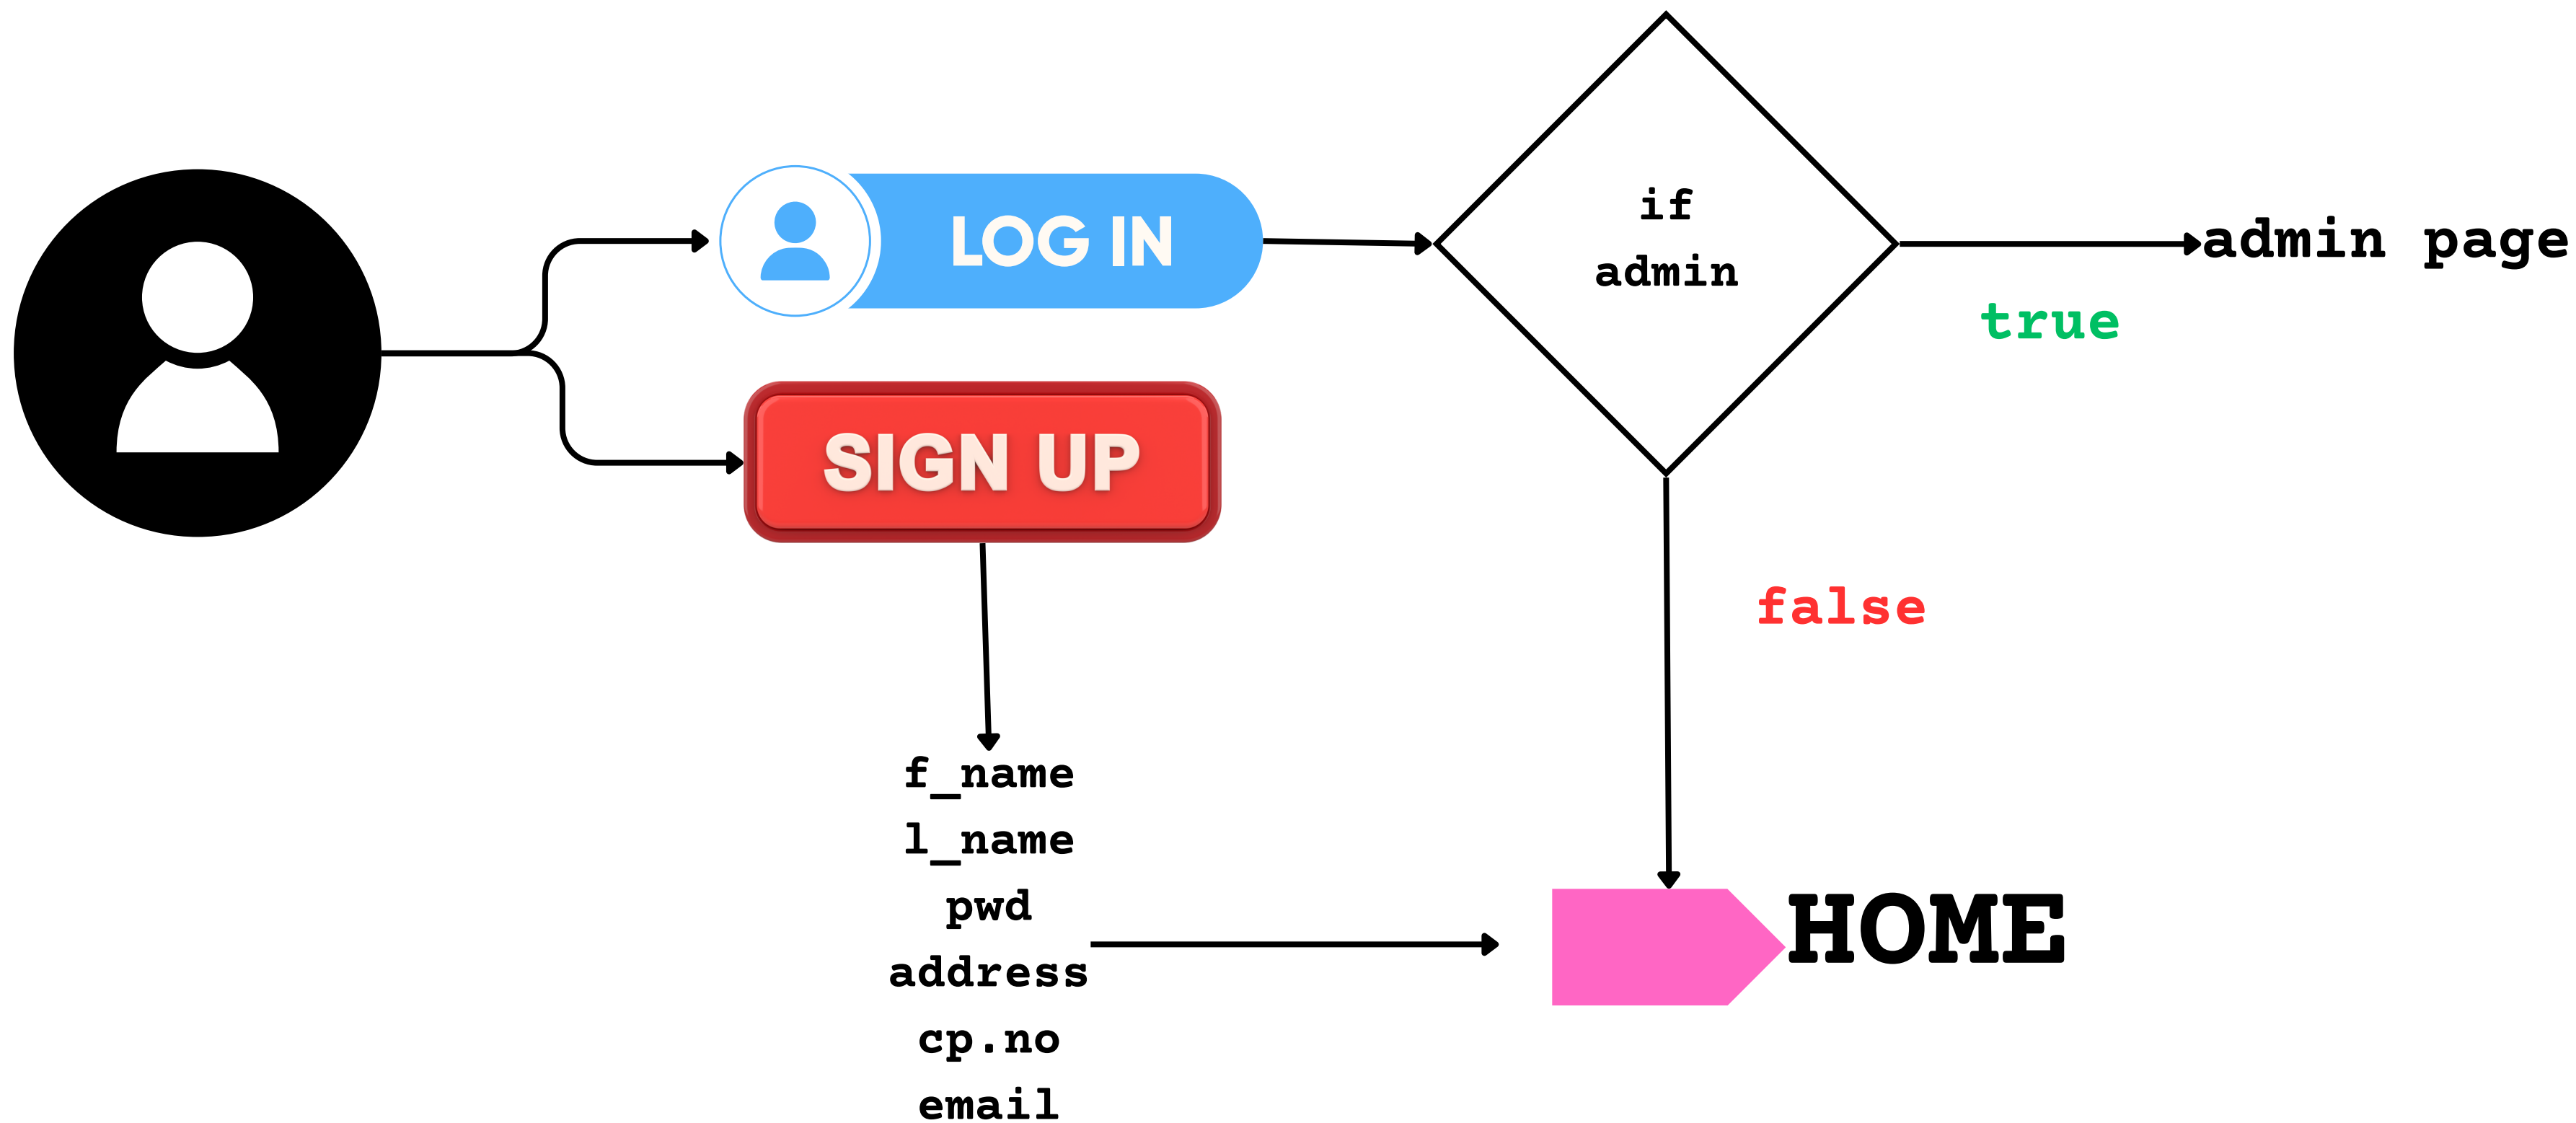 LOG IN
if
admin
admin page
true
SIGN UP
false
f_name
l_name
pwd
address
cp.no
email
HOME